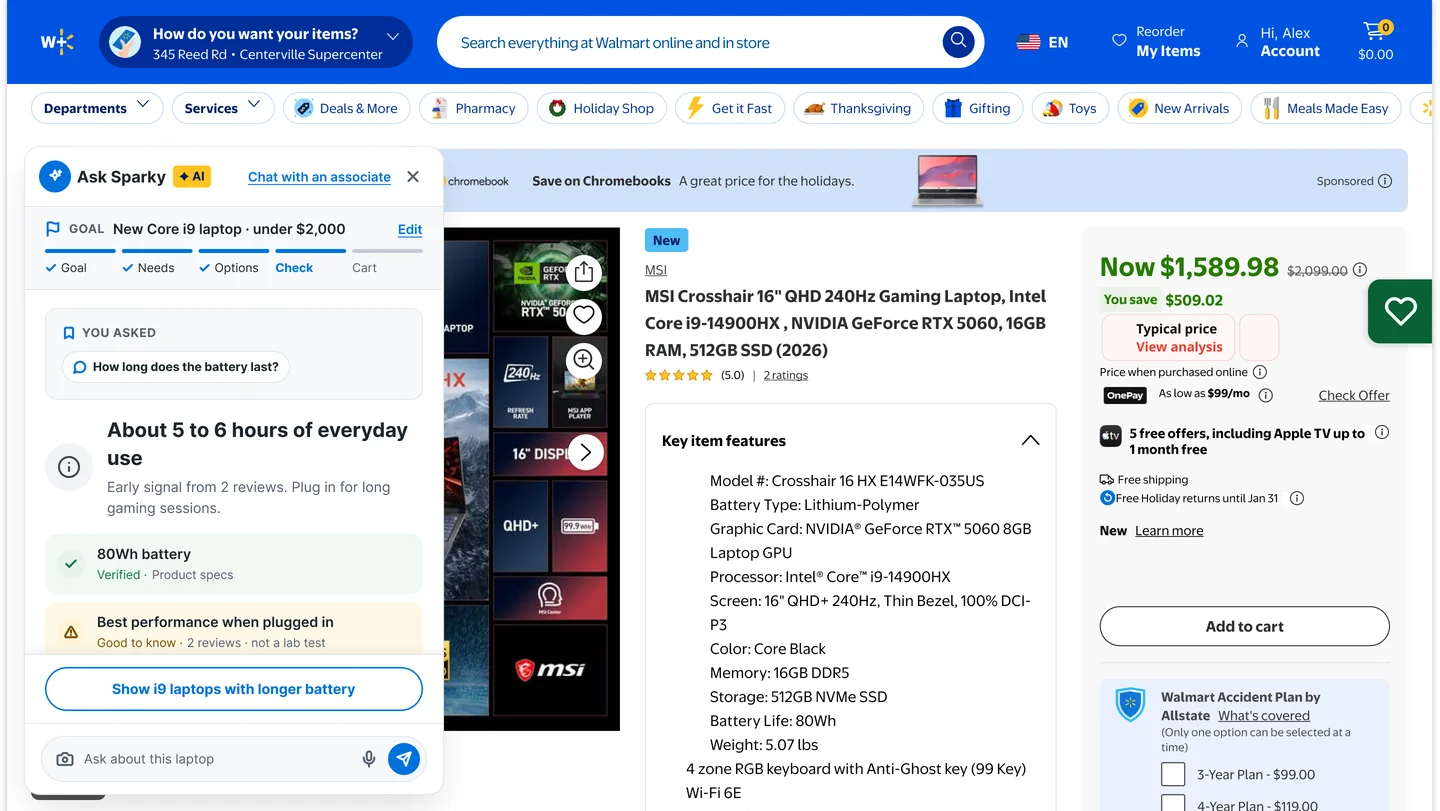 How do you want your items?
345 Reed Rd • Centerville Supercenter
Search everything at Walmart online and in store
EN
Reorder
My Items
Hi, Alex
Account
0
$0.00
Departments
Services
Deals & More
Pharmacy
Holiday Shop
Get it Fast
Thanksgiving
Gifting
Toys
New Arrivals
Meals Made Easy
Ask Sparky
AI
Chat with an associate
GOAL New Core i9 laptop · under $2,000
Edit
Goal
Needs
Options
Check
Cart
YOU ASKED
How long does the battery last?
About 5 to 6 hours of everyday
use
Early signal from 2 reviews. Plug in for long
gaming sessions.
80Wh battery
Verified · Product specs
Best performance when plugged in
Good to know · 2 reviews · not a lab test
Show i9 laptops with longer battery
Ask about this laptop
chromebook
Save on Chromebooks A great price for the holidays.
Sponsored
240Hz
REFRESH
RATE
MSI APP
PLAYER
QHD+
99.9WHr
MSI Center
msi
New
MSI
MSI Crosshair 16" QHD 240Hz Gaming Laptop, Intel
Core i9-14900HX , NVIDIA GeForce RTX 5060, 16GB
RAM, 512GB SSD (2026)
(5.0) | 2 ratings
Key item features
Model #: Crosshair 16 HX E14WFK-035US
Battery Type: Lithium-Polymer
Graphic Card: NVIDIA® GeForce RTX™ 5060 8GB
Laptop GPU
Processor: Intel® Core™ i9-14900HX
Screen: 16" QHD+ 240Hz, Thin Bezel, 100% DCI-
P3
Color: Core Black
Memory: 16GB DDR5
Storage: 512GB NVMe SSD
Battery Life: 80Wh
Weight: 5.07 lbs
4 zone RGB keyboard with Anti-Ghost key (99 Key)
Wi-Fi 6E
Now $1,589.98 $2,099.00
You save $509.02
Typical price
View analysis
Price when purchased online
OnePay As low as $99/mo
Check Offer
tv
5 free offers, including Apple TV up to
1 month free
Free shipping
Free Holiday returns until Jan 31
New Learn more
Add to cart
Walmart Accident Plan by
Allstate What's covered
(Only one option can be selected at a
time)
3-Year Plan - $99.00
4-Year Plan - $119.00